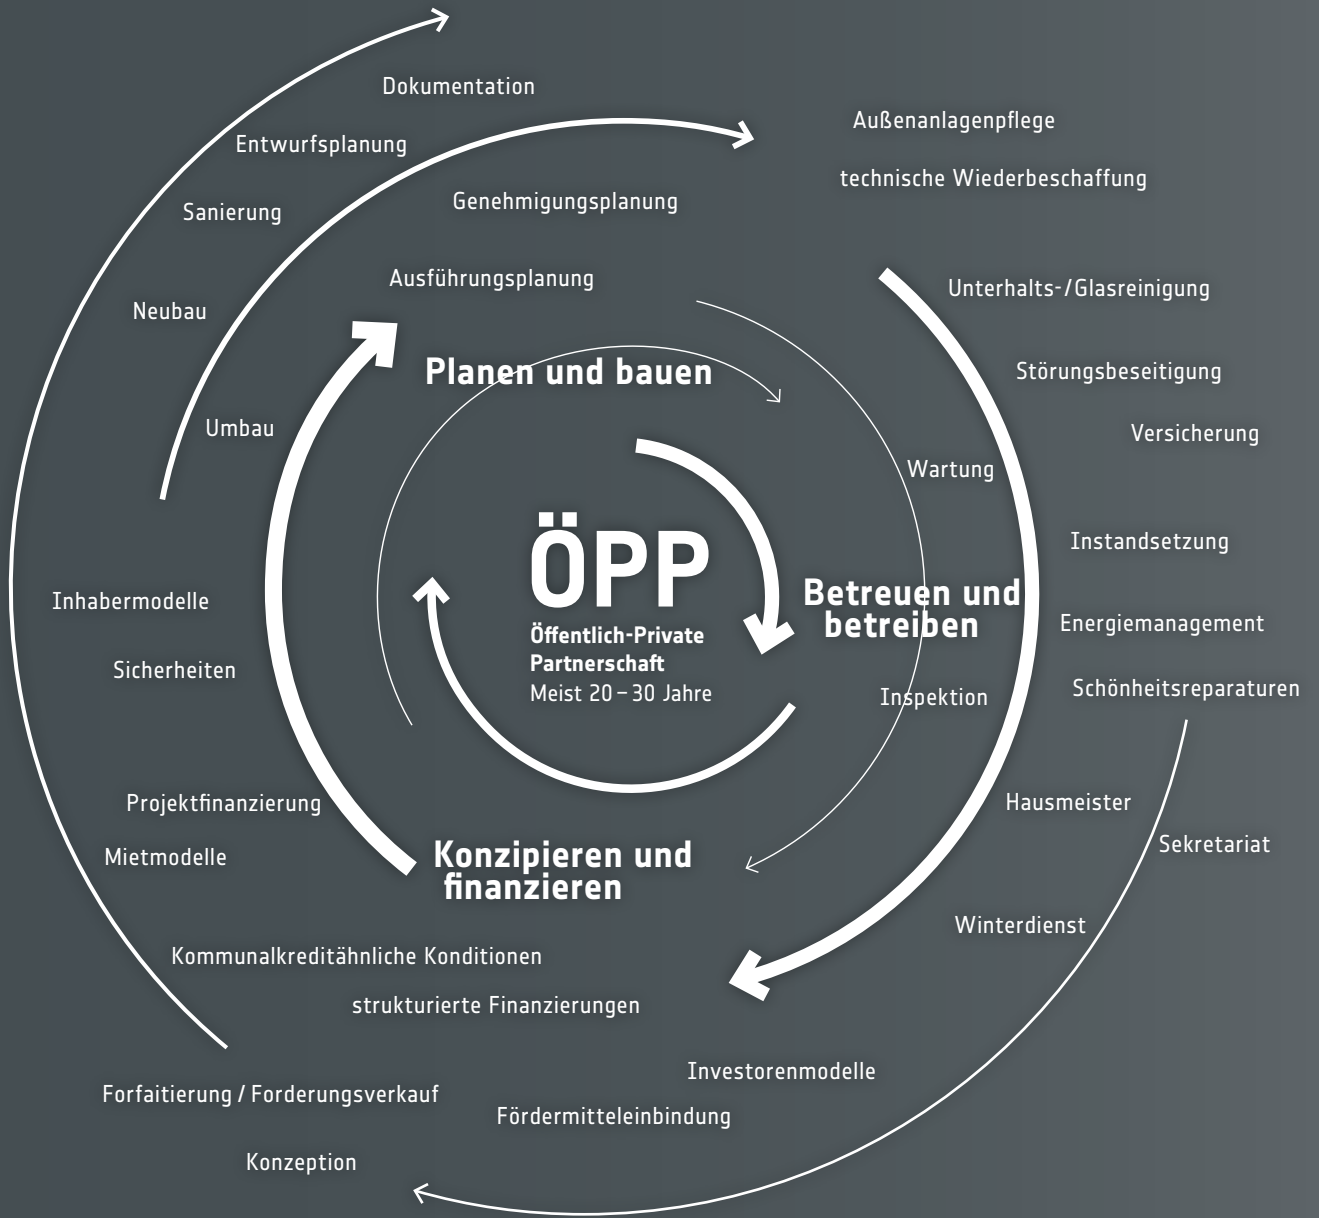 Dokumentation
Entwurfsplanung
Sanierung
Genehmigungsplanung
Ausführungsplanung
Neubau
Umbau
Planen und bauen
Außenanlagenpflege
technische Wiederbeschaffung
Unterhalts-/Glasreinigung
Störungsbeseitigung
Versicherung
Wartung
Instandsetzung
ÖPP
Öffentlich-Private
Partnerschaft
Meist 20 – 30 Jahre
Betreuen und
betreiben
Energiemanagement
Schönheitsreparaturen
Inspektion
Hausmeister
Sekretariat
Winterdienst
Inhabermodelle
Sicherheiten
Projektfinanzierung
Mietmodelle
Konzipieren und
finanzieren
Kommunalkreditähnliche Konditionen
strukturierte Finanzierungen
Investorenmodelle
Forfaitierung / Forderungsverkauf
Fördermitteleinbindung
Konzeption